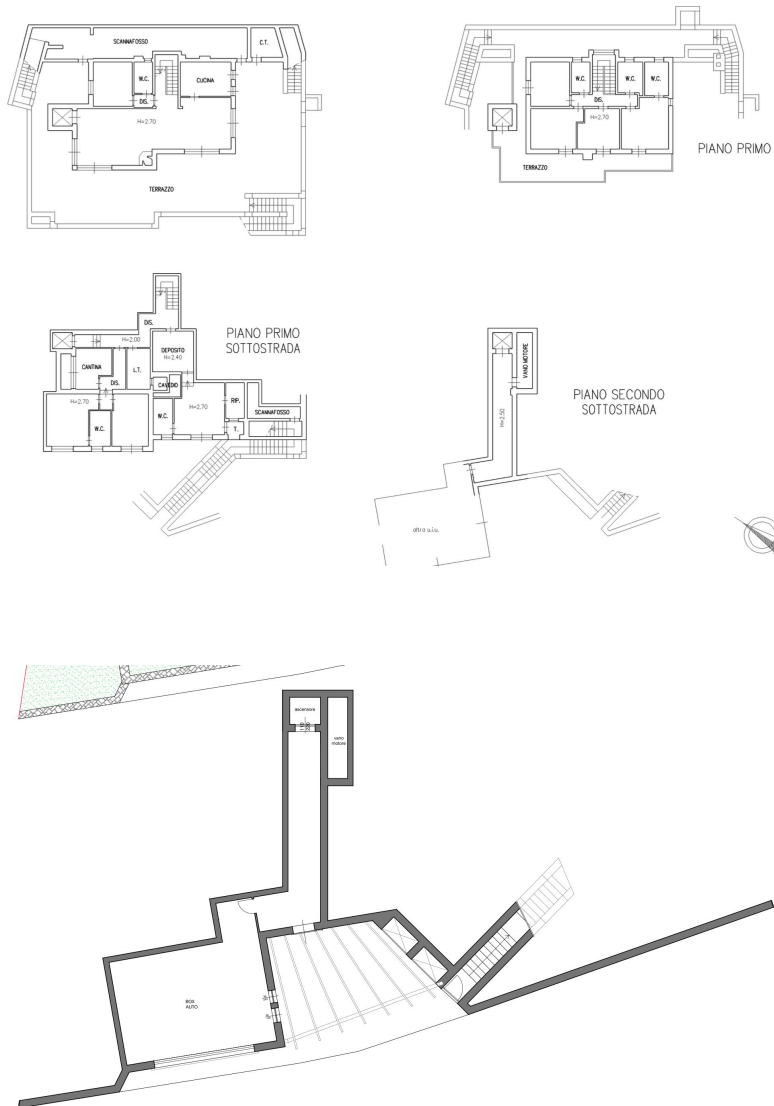 SCANNAFOSSO
C.T.
W.C.
CUCINA
DIS.
H=2.70
TERRAZZO
W.C.
W.C.
W.C.
DIS.
H=2.70
TERRAZZO
PIANO PRIMO
DIS.
H=2.00
DEPOSITO
H=2.40
CANTINA
DIS.
L.T.
CAVEDIO
H=2.70
W.C.
W.C.
H=2.70
RIP.
T.
SCANNAFOSSO
PIANO PRIMO
SOTTOSTRADA
VANO MOTORE
H=2.50
altra u.i.u.
PIANO SECONDO
SOTTOSTRADA
ascensore
vano
motore
BOX
AUTO